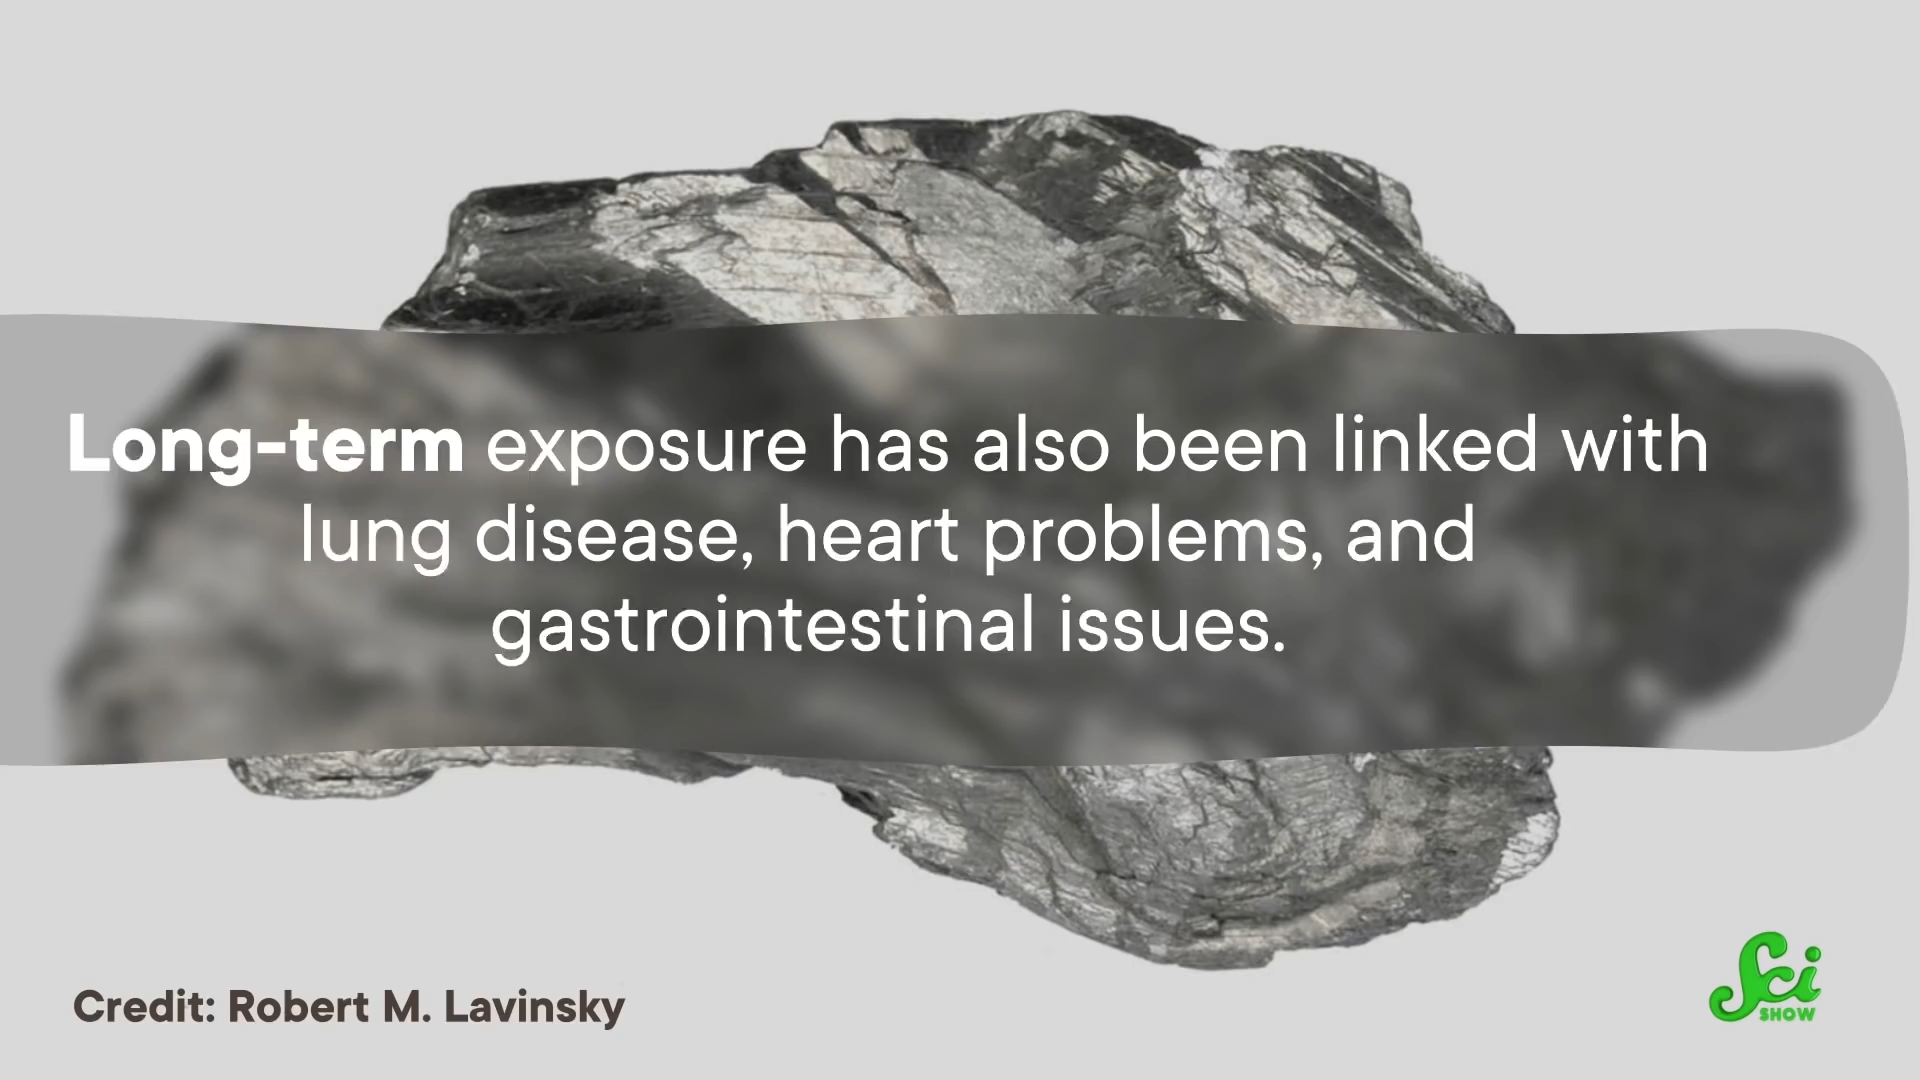 Long-term exposure has also been linked with
lung disease, heart problems, and
gastrointestinal issues.
Credit: Robert M. Lavinsky
Sci
SHOW